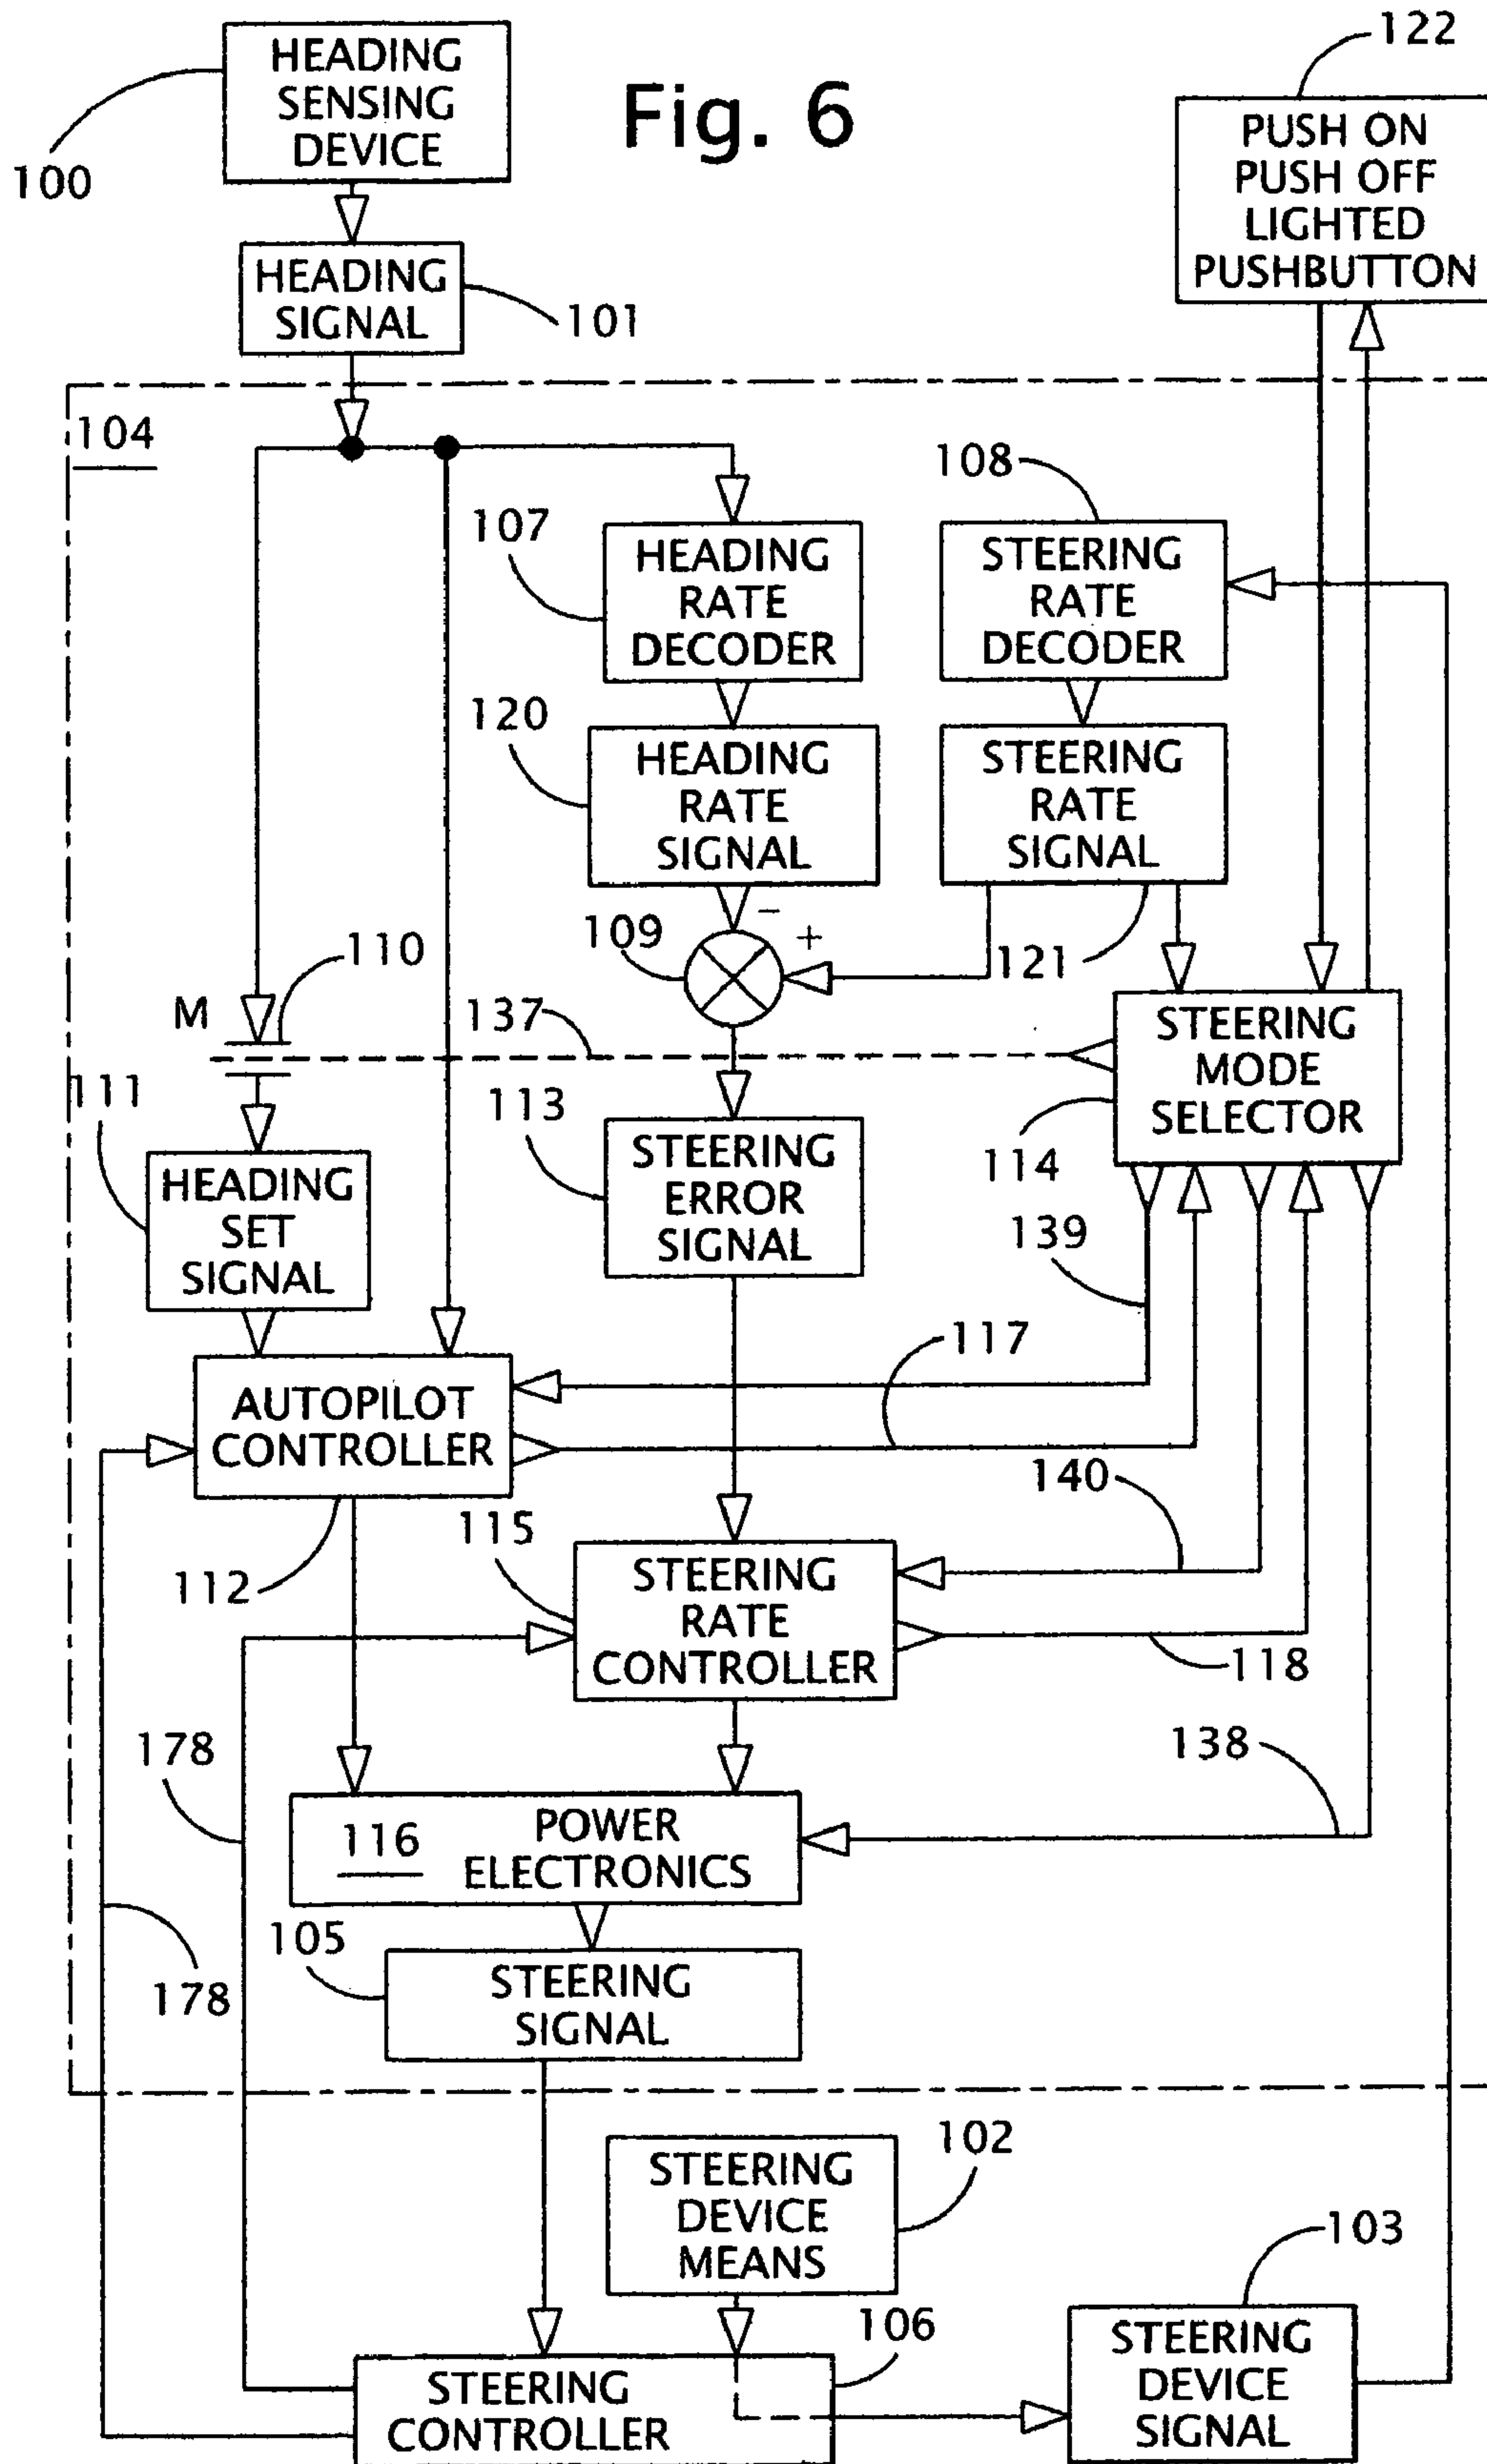 Fig. 6
HEADING
SENSING
DEVICE
100
122
PUSH ON
PUSH OFF
LIGHTED
PUSHBUTTON
HEADING
SIGNAL
101
104
107
HEADING
RATE
DECODER
108
STEERING
RATE
DECODER
120
HEADING
RATE
SIGNAL
STEERING
RATE
SIGNAL
109
−
+
121
M
110
137
STEERING
MODE
SELECTOR
114
111
HEADING
SET
SIGNAL
113
STEERING
ERROR
SIGNAL
139
117
AUTOPILOT
CONTROLLER
112
140
115
STEERING
RATE
CONTROLLER
118
178
138
116
POWER
ELECTRONICS
105
STEERING
SIGNAL
178
102
STEERING
DEVICE
MEANS
103
106
STEERING
CONTROLLER
STEERING
DEVICE
SIGNAL